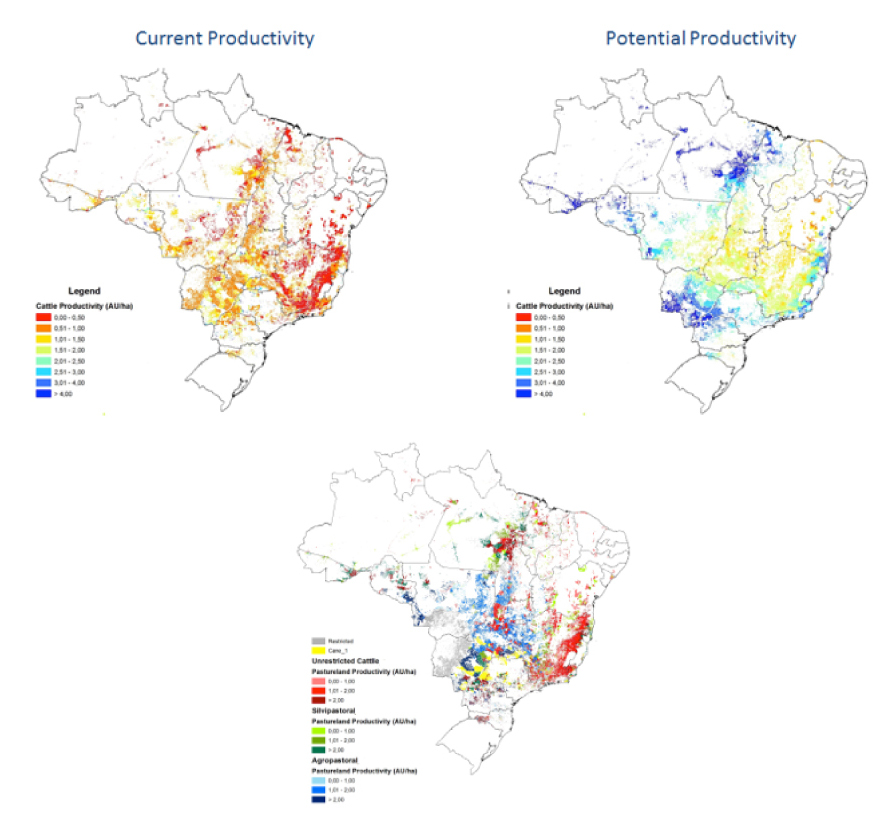 Current Productivity
Potential Productivity
Legend
Cattle Productivity (AU/ha)
0,00 - 0,50
0,51 - 1,00
1,01 - 1,50
1,51 - 2,00
2,01 - 2,50
2,51 - 3,00
3,01 - 4,00
> 4,00
Legend
Cattle Productivity (AU/ha)
0,00 - 0,50
0,51 - 1,00
1,01 - 1,50
1,51 - 2,00
2,01 - 2,50
2,51 - 3,00
3,01 - 4,00
> 4,00
Restricted
Cane_1
Unrestricted Cattle
Pastureland Productivity (AU/ha)
0,00 - 1,00
1,01 - 2,00
> 2,00
Silvipastoral
Pastureland Productivity (AU/ha)
0,00 - 1,00
1,01 - 2,00
> 2,00
Agropastoral
Pastureland Productivity (AU/ha)
0,00 - 1,00
1,01 - 2,00
> 2,00